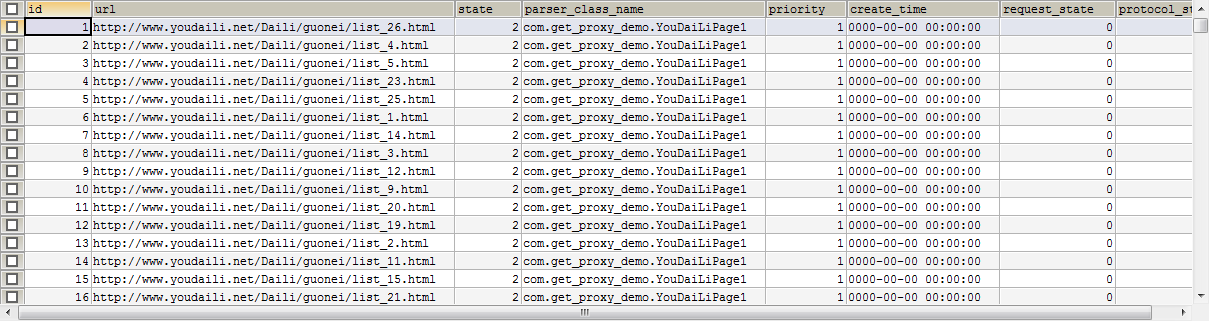 id url state parser_class_name priority create_time request_state protocol_st
1 http://www.youdaili.net/Daili/guonei/list_26.html 2 com.get_proxy_demo.YouDaiLiPage1 1 0000-00-00 00:00:00 0
2 http://www.youdaili.net/Daili/guonei/list_4.html 2 com.get_proxy_demo.YouDaiLiPage1 1 0000-00-00 00:00:00 0
3 http://www.youdaili.net/Daili/guonei/list_5.html 2 com.get_proxy_demo.YouDaiLiPage1 1 0000-00-00 00:00:00 0
4 http://www.youdaili.net/Daili/guonei/list_23.html 2 com.get_proxy_demo.YouDaiLiPage1 1 0000-00-00 00:00:00 0
5 http://www.youdaili.net/Daili/guonei/list_25.html 2 com.get_proxy_demo.YouDaiLiPage1 1 0000-00-00 00:00:00 0
6 http://www.youdaili.net/Daili/guonei/list_1.html 2 com.get_proxy_demo.YouDaiLiPage1 1 0000-00-00 00:00:00 0
7 http://www.youdaili.net/Daili/guonei/list_14.html 2 com.get_proxy_demo.YouDaiLiPage1 1 0000-00-00 00:00:00 0
8 http://www.youdaili.net/Daili/guonei/list_3.html 2 com.get_proxy_demo.YouDaiLiPage1 1 0000-00-00 00:00:00 0
9 http://www.youdaili.net/Daili/guonei/list_12.html 2 com.get_proxy_demo.YouDaiLiPage1 1 0000-00-00 00:00:00 0
10 http://www.youdaili.net/Daili/guonei/list_9.html 2 com.get_proxy_demo.YouDaiLiPage1 1 0000-00-00 00:00:00 0
11 http://www.youdaili.net/Daili/guonei/list_20.html 2 com.get_proxy_demo.YouDaiLiPage1 1 0000-00-00 00:00:00 0
12 http://www.youdaili.net/Daili/guonei/list_19.html 2 com.get_proxy_demo.YouDaiLiPage1 1 0000-00-00 00:00:00 0
13 http://www.youdaili.net/Daili/guonei/list_2.html 2 com.get_proxy_demo.YouDaiLiPage1 1 0000-00-00 00:00:00 0
14 http://www.youdaili.net/Daili/guonei/list_11.html 2 com.get_proxy_demo.YouDaiLiPage1 1 0000-00-00 00:00:00 0
15 http://www.youdaili.net/Daili/guonei/list_15.html 2 com.get_proxy_demo.YouDaiLiPage1 1 0000-00-00 00:00:00 0
16 http://www.youdaili.net/Daili/guonei/list_21.html 2 com.get_proxy_demo.YouDaiLiPage1 1 0000-00-00 00:00:00 0